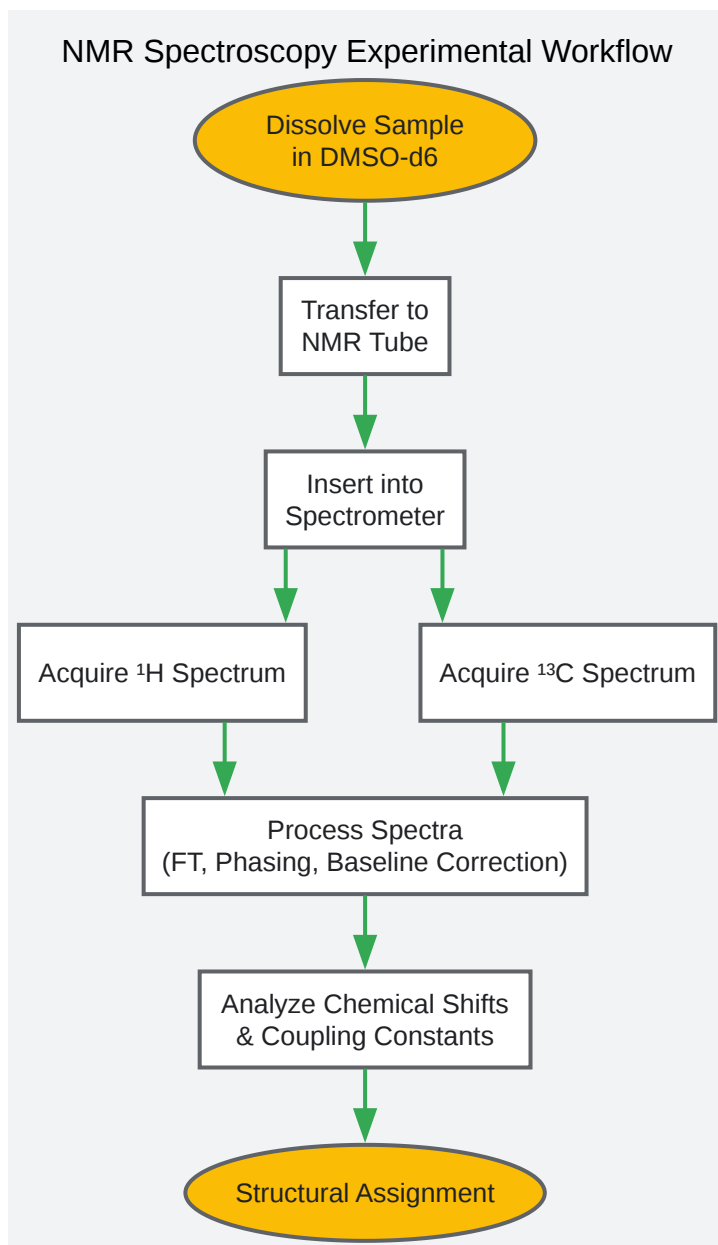 NMR Spectroscopy Experimental Workflow
Dissolve Sample
in DMSO-d6
Transfer to
NMR Tube
Insert into
Spectrometer
Acquire ¹H Spectrum
Acquire ¹³C Spectrum
Process Spectra
(FT, Phasing, Baseline Correction)
Analyze Chemical Shifts
& Coupling Constants
Structural Assignment